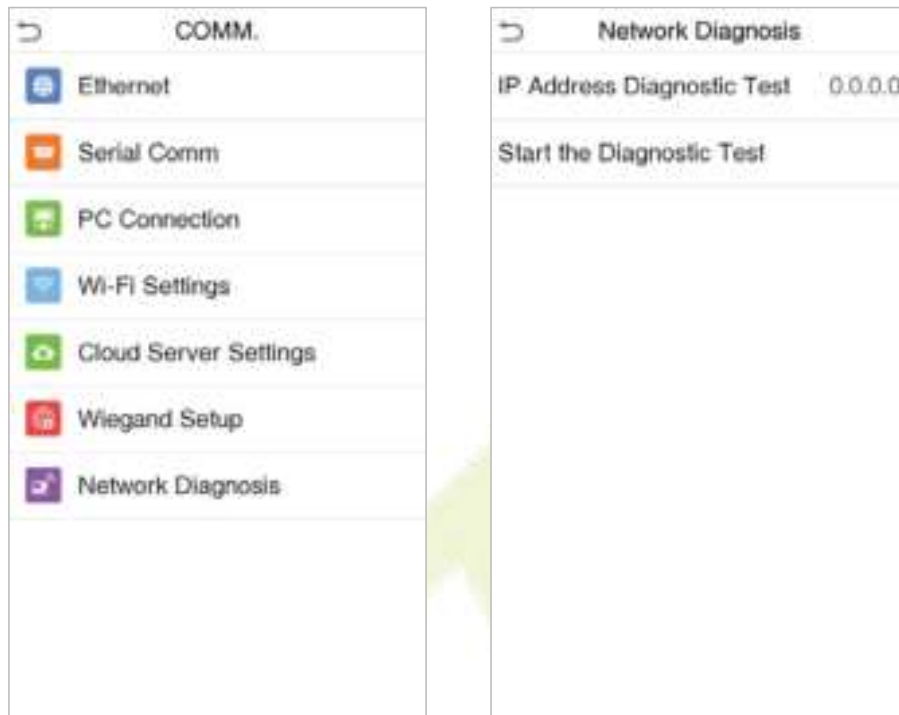 COMM.
Ethernet
Serial Comm
PC Connection
Wi-Fi Settings
Cloud Server Settings
Wiegand Setup
Network Diagnosis
Network Diagnosis
IP Address Diagnostic Test 0.0.0.0
Start the Diagnostic Test